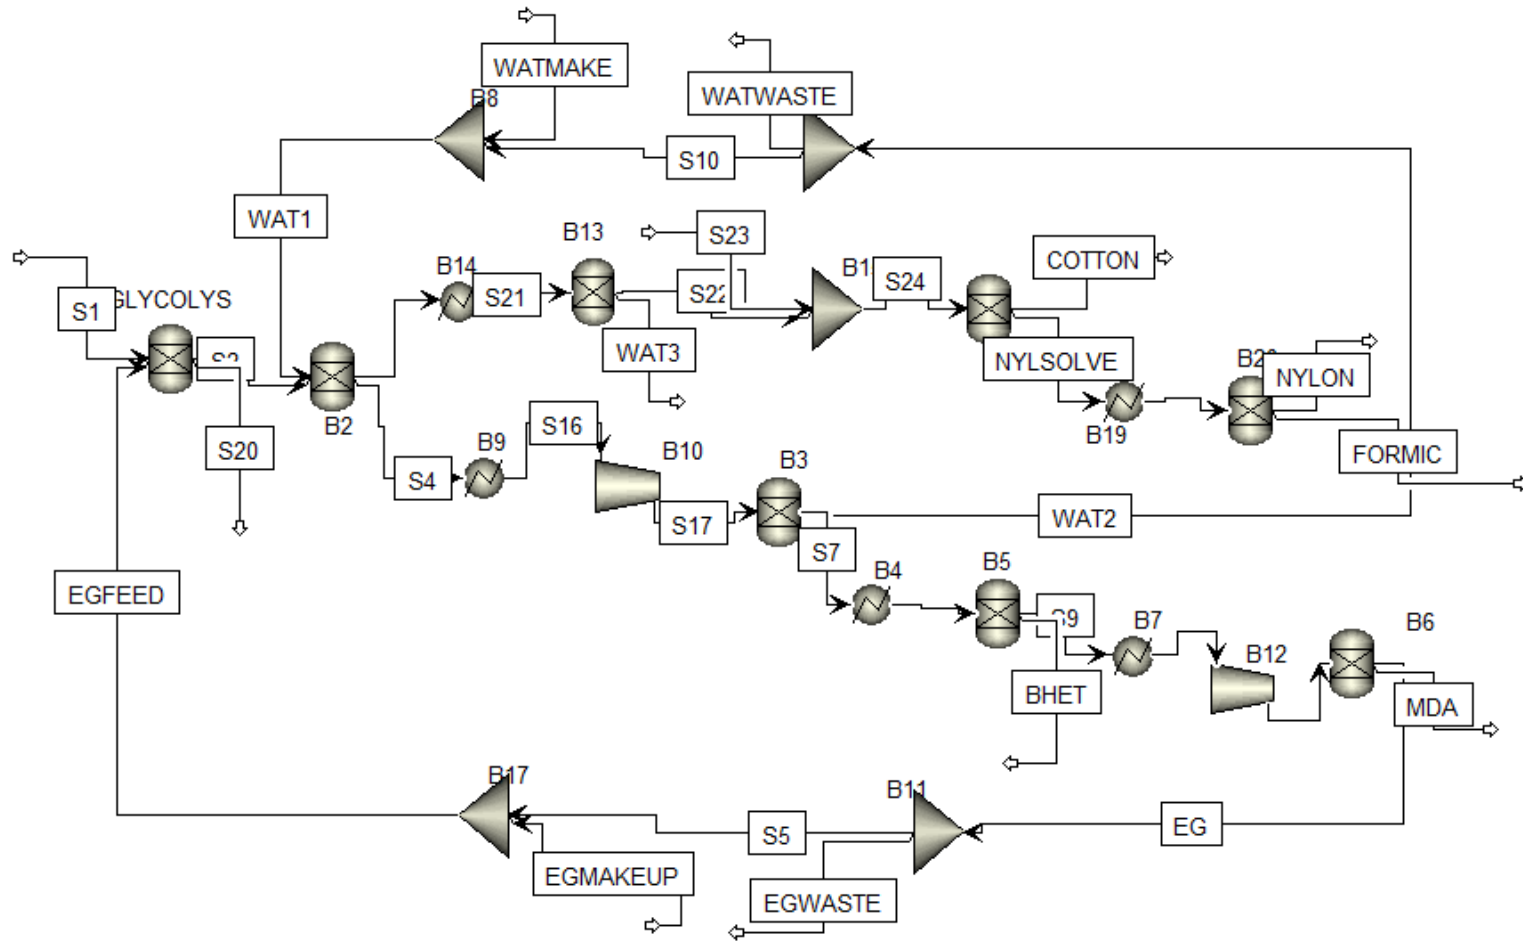 WATMAKE
B8
WATWASTE
S10
WAT1
B13
S23
COTTON
B14
S21
S22
S24
S1
GLYCOLYS
WAT3
NYLSOLVE
NYLON
B2
B19
S20
S16
B9
B10
S4
B3
FORMIC
S17
WAT2
S7
B4
B5
EGFEED
S9
B7
B6
B12
BHET
MDA
B17
B11
S5
EG
EGMAKEUP
EGWASTE